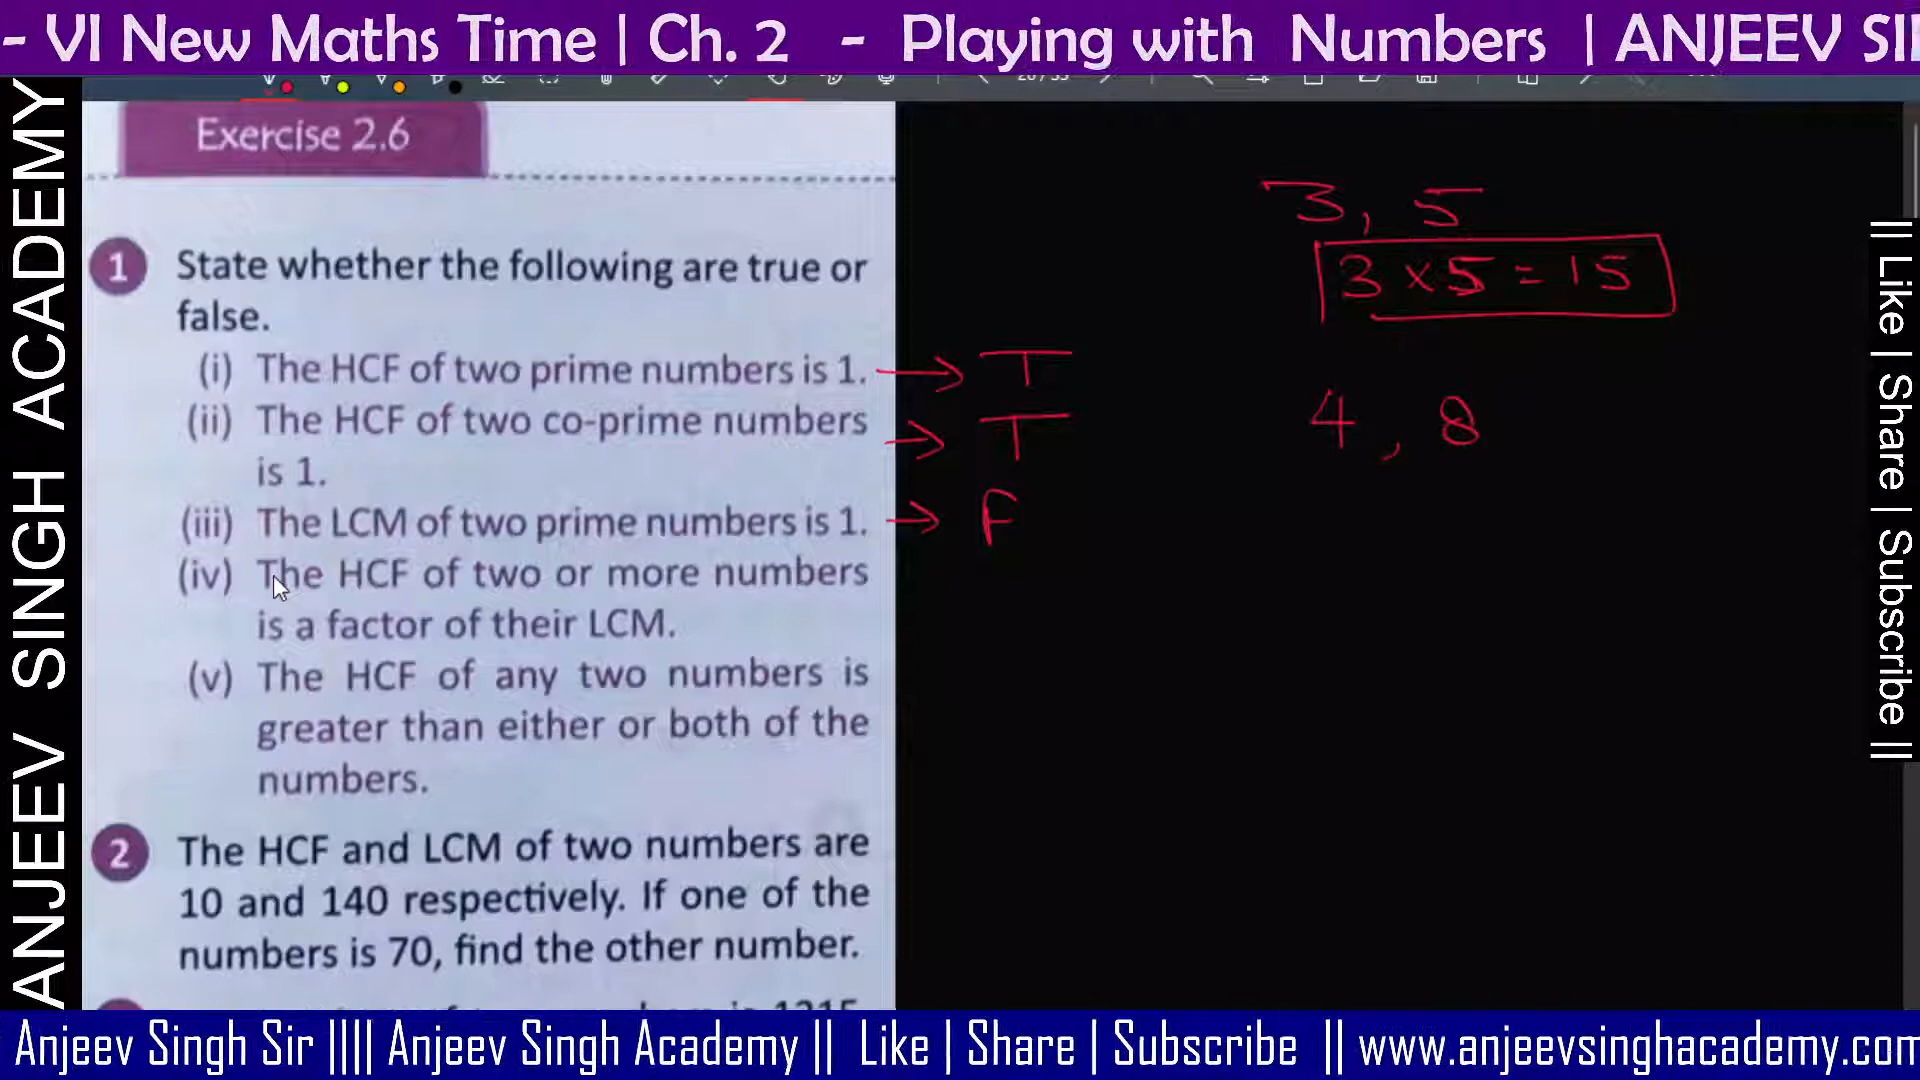 - VI New Maths Time | Ch. 2 - Playing with Numbers | ANJEEV
ANJEEV SINGH ACADEMY
Exercise 2.6
1 State whether the following are true or
false.
(i) The HCF of two prime numbers is 1. → T
(ii) The HCF of two co-prime numbers → T
is 1.
(iii) The LCM of two prime numbers is 1. → F
(iv) The HCF of two or more numbers
is a factor of their LCM.
(v) The HCF of any two numbers is
greater than either or both of the
numbers.
2 The HCF and LCM of two numbers are
10 and 140 respectively. If one of the
numbers is 70, find the other number.
3, 5
3 × 5 = 15
4, 8
|| Like | Share | Subscribe ||
Anjeev Singh Sir |||| Anjeev Singh Academy || Like | Share | Subscribe || www.anjeevsinghacademy.com